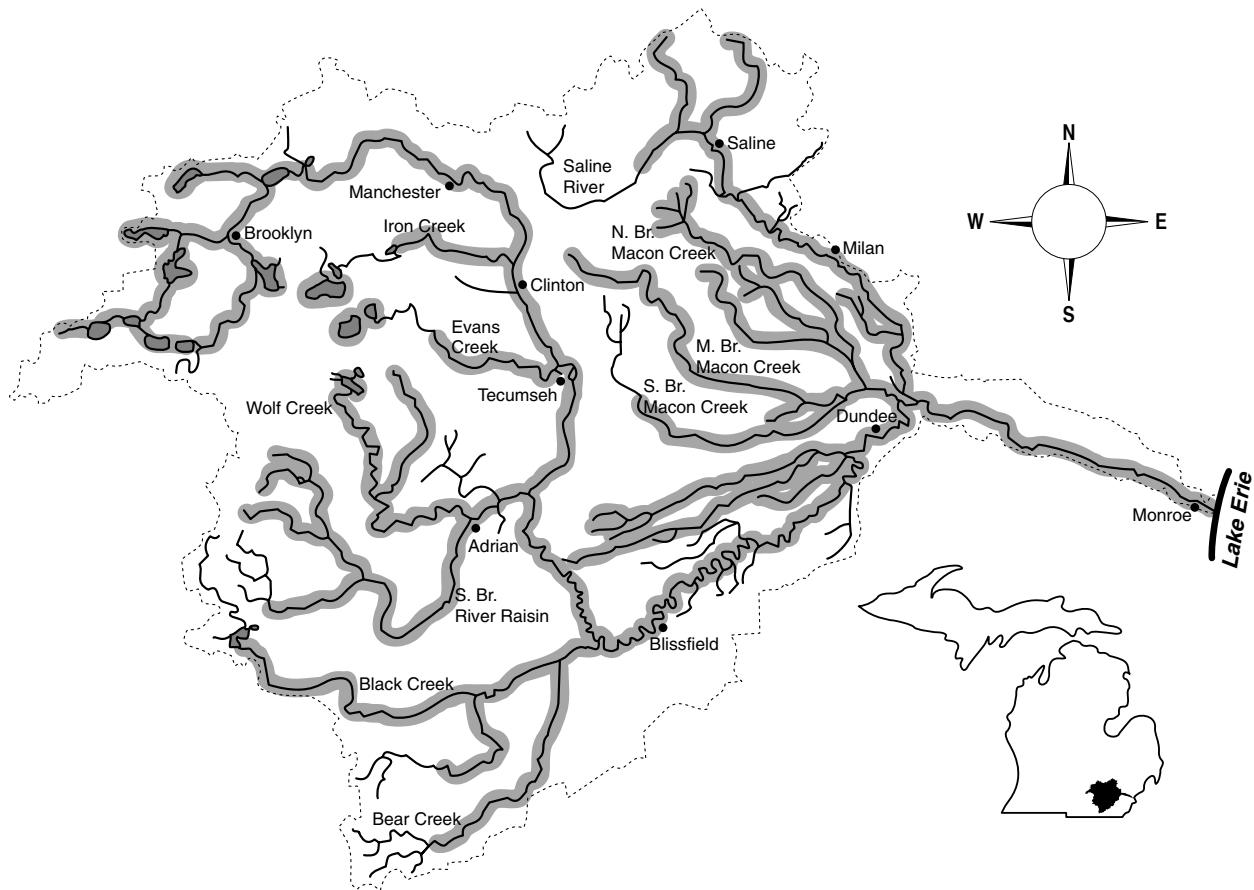 Saline
Saline
River
N
W
E
S
Manchester
Iron Creek
Brooklyn
N. Br.
Macon Creek
Milan
Clinton
Evans
Creek
M. Br.
Macon Creek
Tecumseh
S. Br.
Macon Creek
Wolf Creek
Dundee
Monroe
Lake Erie
Adrian
S. Br.
River Raisin
Blissfield
Black Creek
Bear Creek